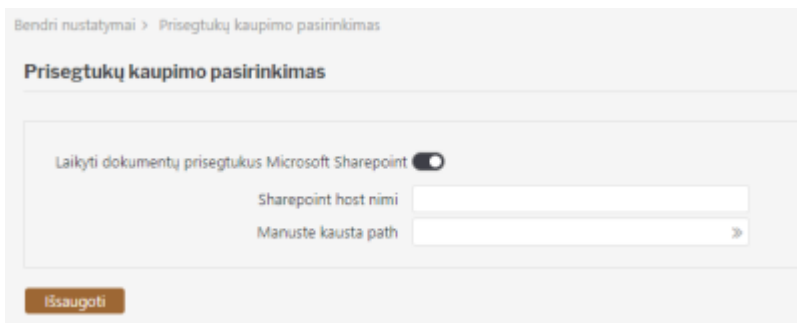 Bendri nustatymai > Prisegtukų kaupimo pasirinkimas
Prisegtukų kaupimo pasirinkimas
Laikyti dokumentų prisegtukus Microsoft Sharepoint
Sharepoint host nimi
Manuste kausta path
Išsaugoti